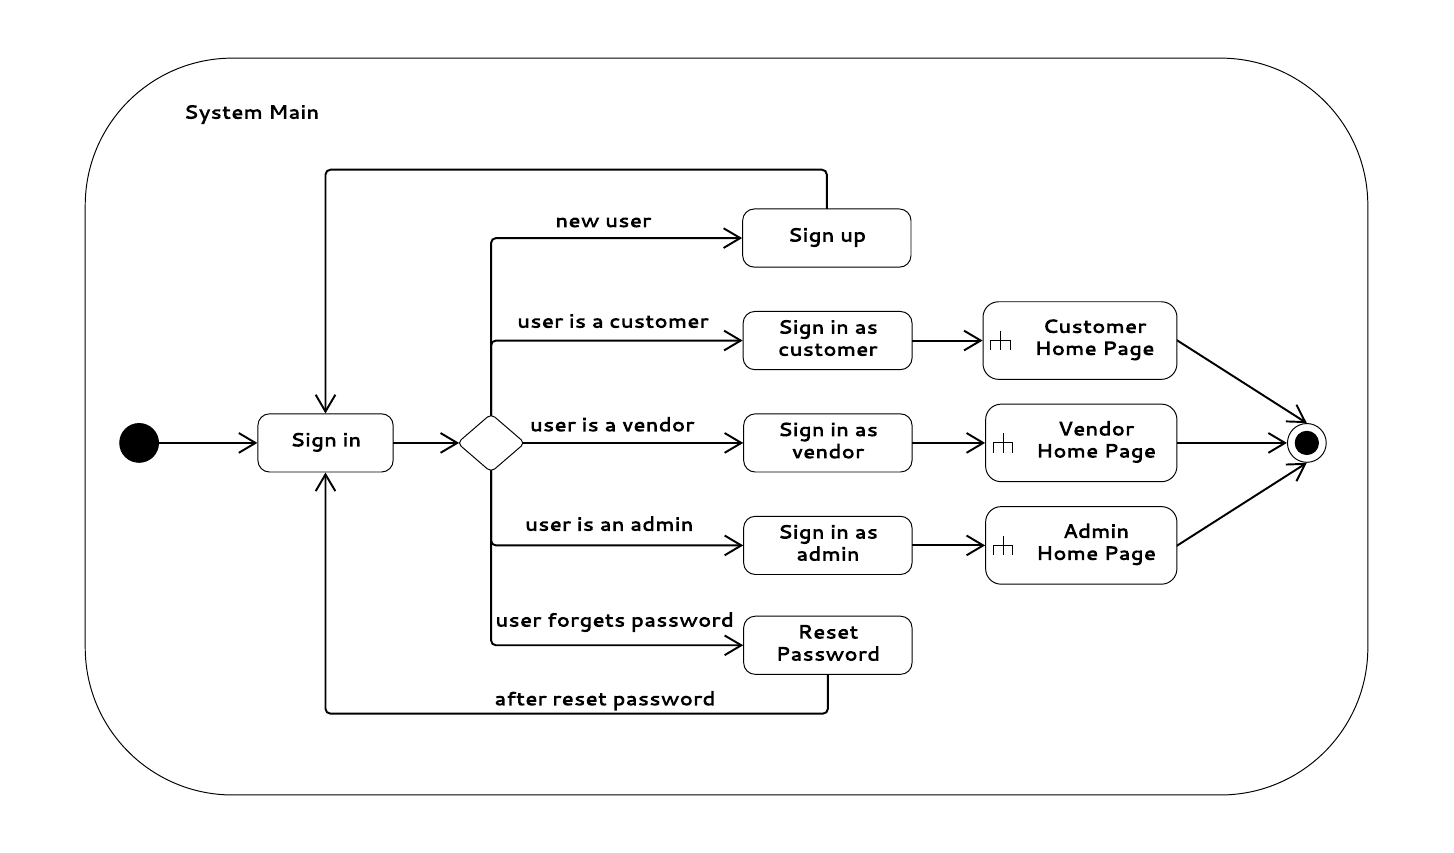 System Main
new user
Sign up
user is a customer
Sign in as
customer
Customer
Home Page
Sign in
user is a vendor
Sign in as
vendor
Vendor
Home Page
user is an admin
Sign in as
admin
Admin
Home Page
user forgets password
Reset
Password
after reset password